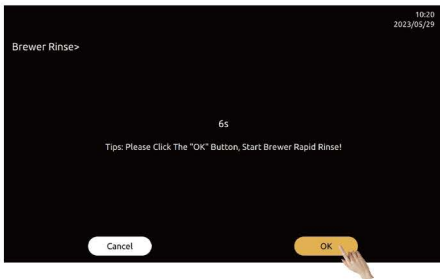 10:20
2023/05/29
Brewer Rinse>
6s
Tips: Please Click The "OK" Button, Start Brewer Rapid Rinse!
Cancel
OK